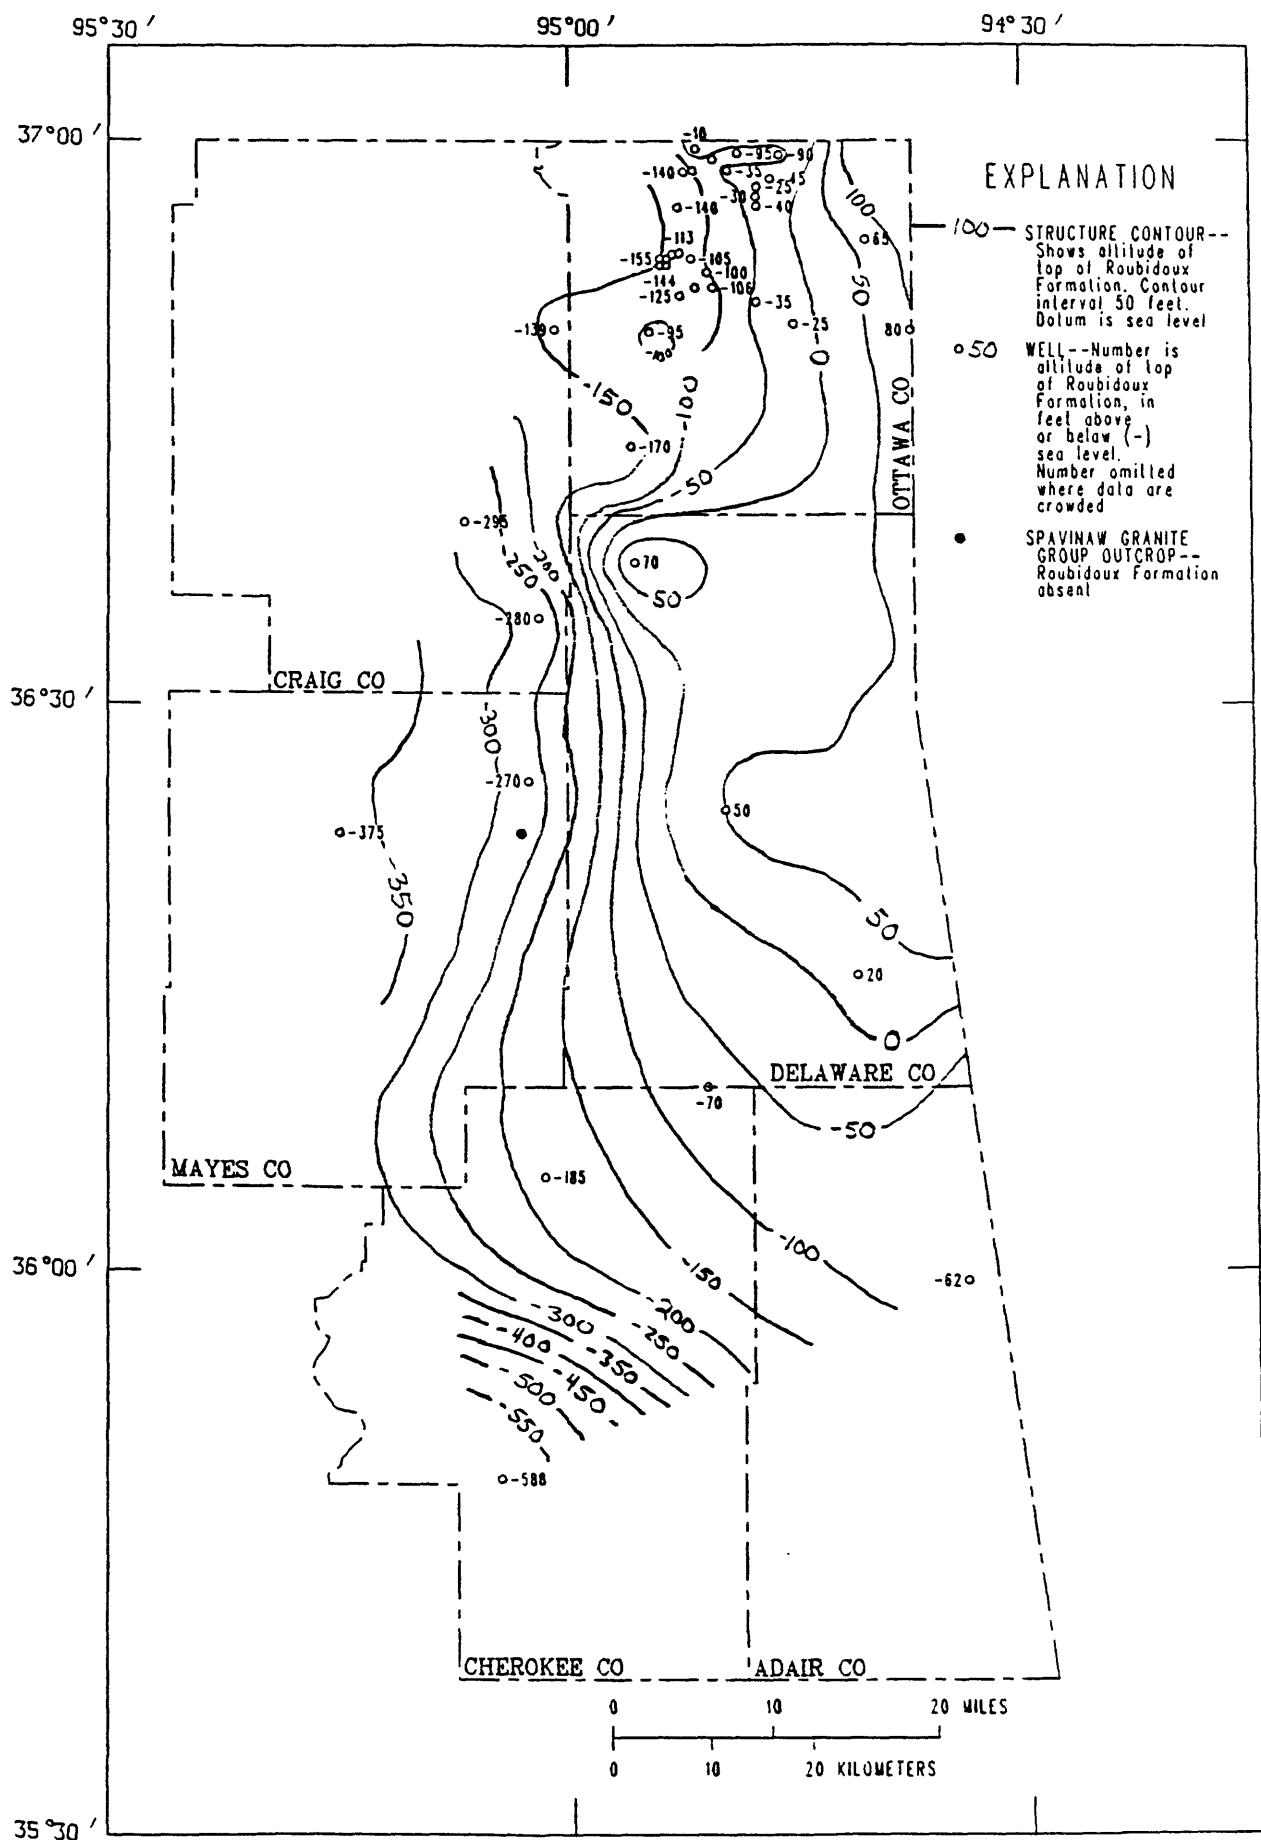 95°30′
95°00′
94°30′
37°00′
-10
-95
-90
-140
-35
-45
-25
-30
-40
-146
100
65
-113
-155
-105
-100
-144
-106
-125
50
-35
-139
-95
-25
80
-100
0
-150
-100
-170
-50
OTTAWA CO
EXPLANATION
100
STRUCTURE CONTOUR--
Shows altitude of
top of Roubidoux
Formation. Contour
interval 50 feet.
Datum is sea level
50
WELL--Number is
altitude of top
of Roubidoux
Formation, in
feet above
or below (-)
sea level.
Number omitted
where data are
crowded
SPAVINAW GRANITE
GROUP OUTCROP--
Roubidoux Formation
absent
-295
-250
-200
70
50
-280
CRAIG CO
36°30′
-300
-270
-375
50
-350
50
20
0
DELAWARE CO
-70
-50
MAYES CO
-185
-100
36°00′
-150
-62
-200
-300
-250
-400
-350
-450
-500
-550
-588
CHEROKEE CO
ADAIR CO
0 10 20 MILES
0 10 20 KILOMETERS
35°30′